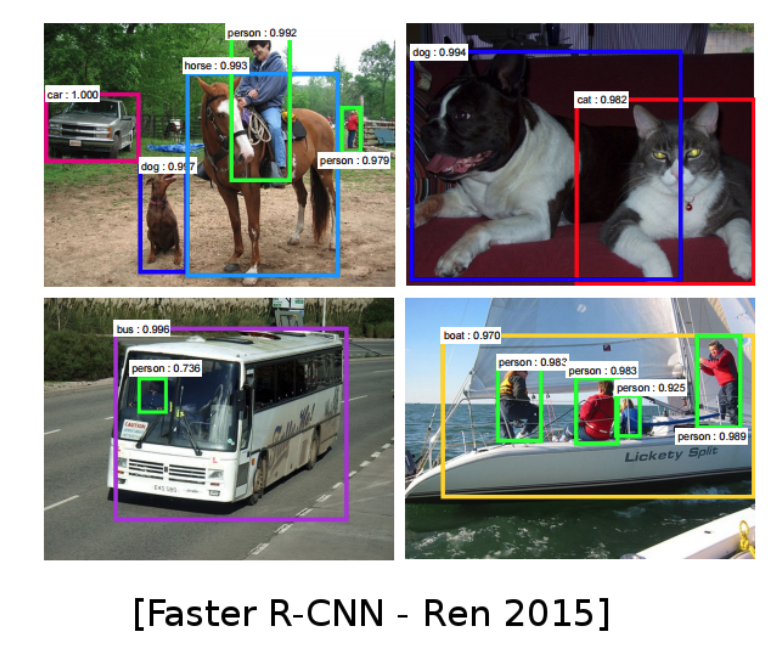 person : 0.992
horse : 0.993
car : 1.000
dog : 0.997
person : 0.979
dog : 0.994
cat : 0.982
bus : 0.996
person : 0.736
CAUTION
boat : 0.970
person : 0.983
person : 0.983
person : 0.925
person : 0.989
Lickety Split
[Faster R-CNN - Ren 2015]